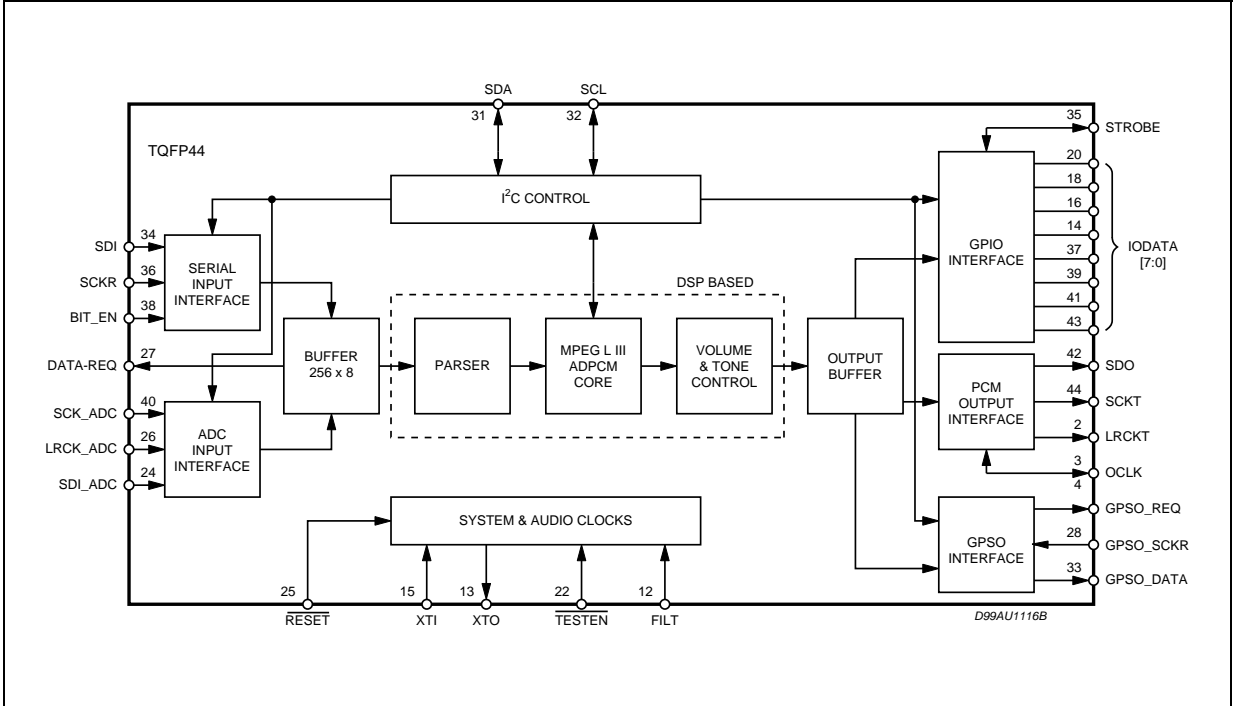 SDA
SCL
31
32
35
STROBE
TQFP44
20
18
16
14
37
39
41
43
IODATA
[7:0]
I2C CONTROL
GPIO
INTERFACE
SDI
34
SCKR
36
BIT_EN
38
SERIAL
INPUT
INTERFACE
DATA-REQ
27
SCK_ADC
40
LRCK_ADC
26
SDI_ADC
24
ADC
INPUT
INTERFACE
BUFFER
256 x 8
DSP BASED
PARSER
MPEG L III
ADPCM
CORE
VOLUME
& TONE
CONTROL
OUTPUT
BUFFER
PCM
OUTPUT
INTERFACE
42
SDO
44
SCKT
2
LRCKT
3
OCLK
4
GPSO_REQ
28
GPSO_SCKR
33
GPSO_DATA
GPSO
INTERFACE
SYSTEM & AUDIO CLOCKS
25
15
13
22
12
RESET
XTI
XTO
TESTEN
FILT
D99AU1116B